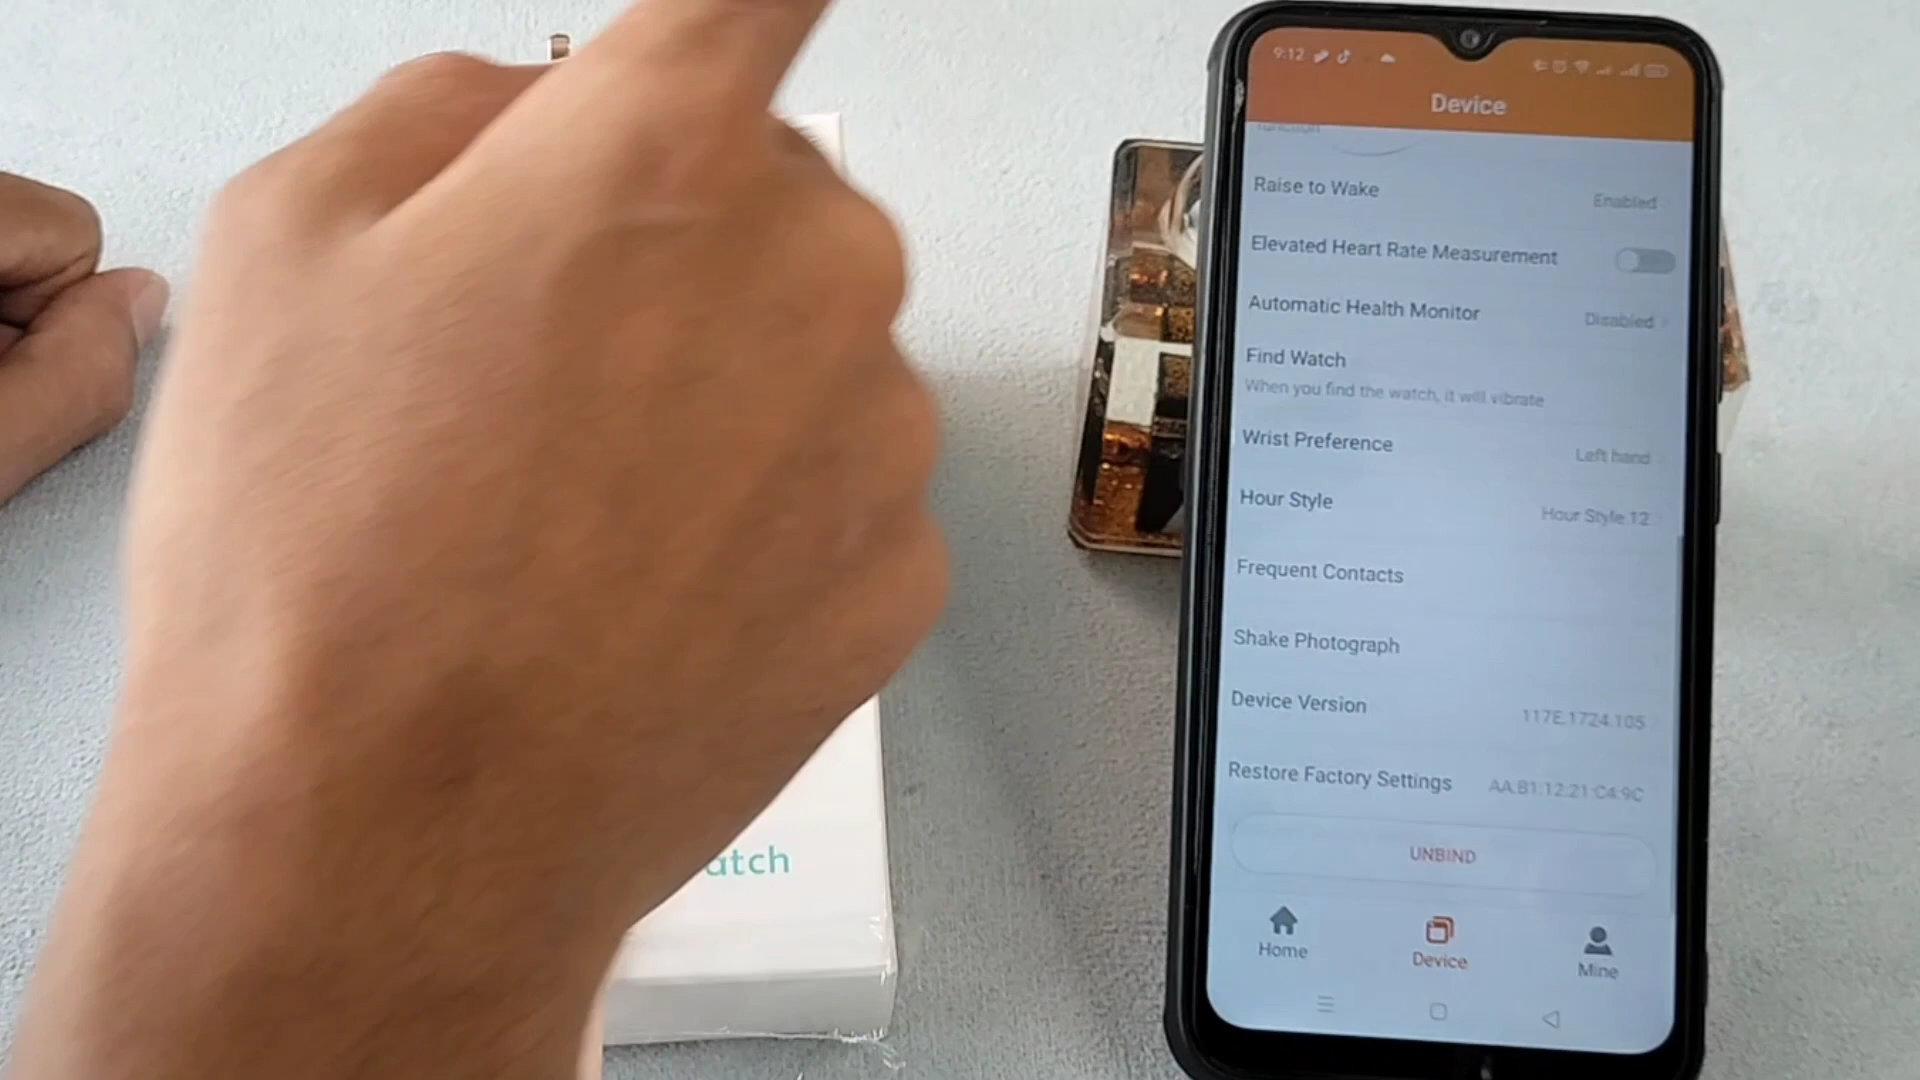 9:12
Device
function
Raise to Wake
Enabled
Elevated Heart Rate Measurement
Automatic Health Monitor
Disabled
Find Watch
When you find the watch, it will vibrate
Wrist Preference
Left hand
Hour Style
Hour Style 12
Frequent Contacts
Shake Photograph
Device Version
117E.1724.105
Restore Factory Settings
AA:B1:12:21:C4:9C
UNBIND
Home
Device
Mine
atch